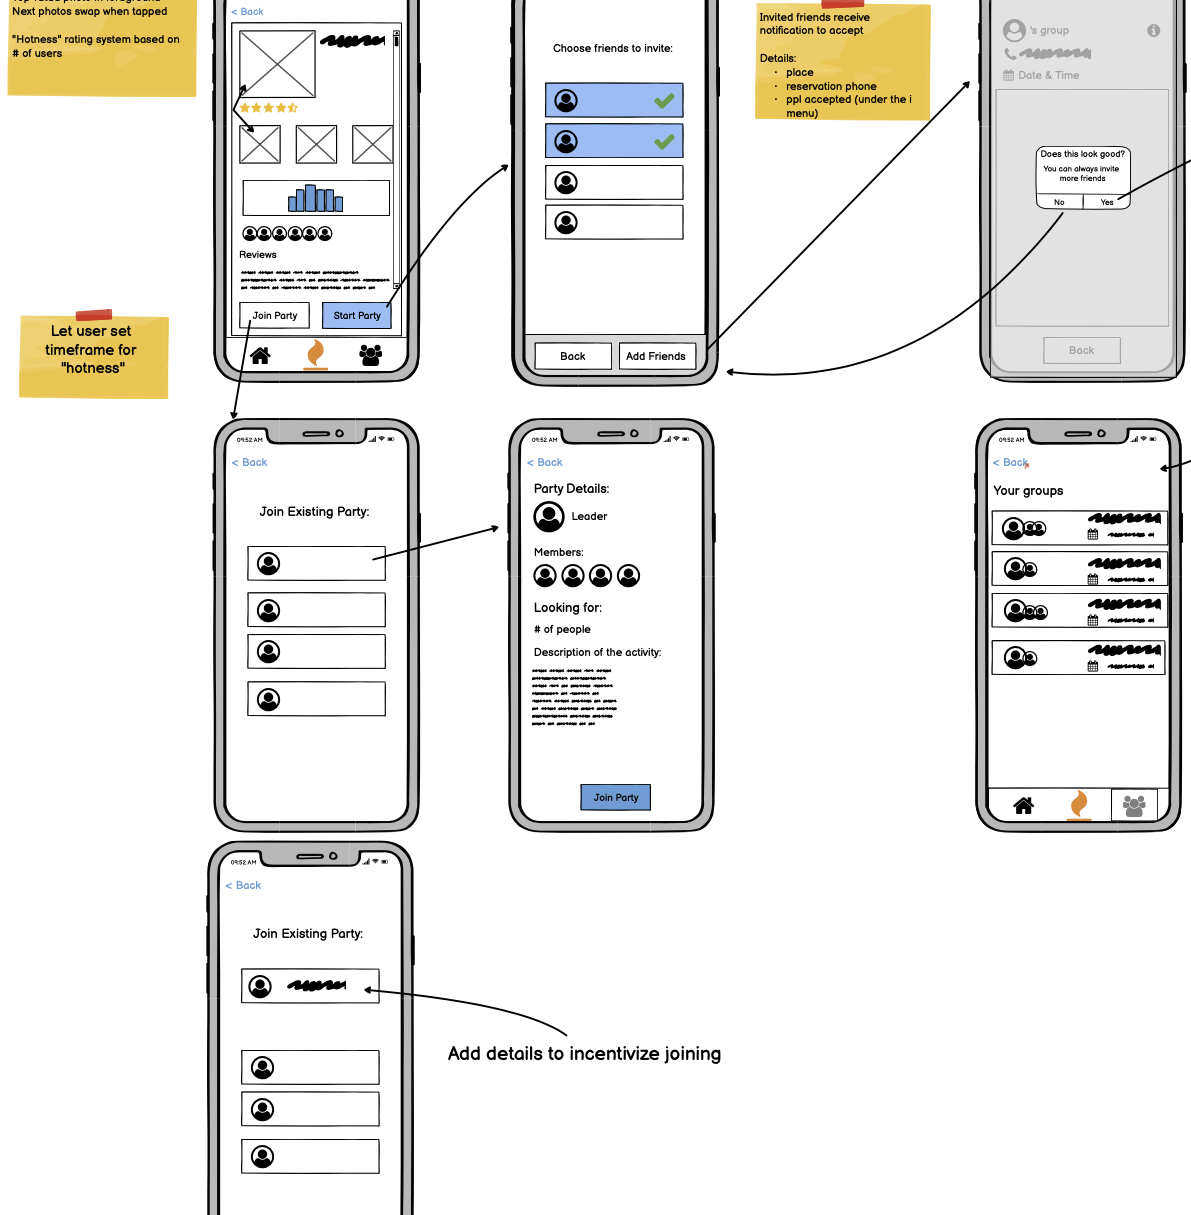 Next photos swap when tapped
"Hotness" rating system based on
# of users
< Back
Reviews
Join Party
Start Party
Choose friends to invite:
Back
Add Friends
Invited friends receive
notification to accept
Details:
· place
· reservation phone
· ppl accepted (under the i
menu)
's group
Date & Time
Does this look good?
You can always invite
more friends
No
Yes
Back
Let user set
timeframe for
"hotness"
09:52 AM
< Back
Join Existing Party:
09:52 AM
< Back
Party Details:
Leader
Members:
Looking for:
# of people
Description of the activity:
Join Party
09:52 AM
< Back
Your groups
09:52 AM
< Back
Join Existing Party:
Add details to incentivize joining